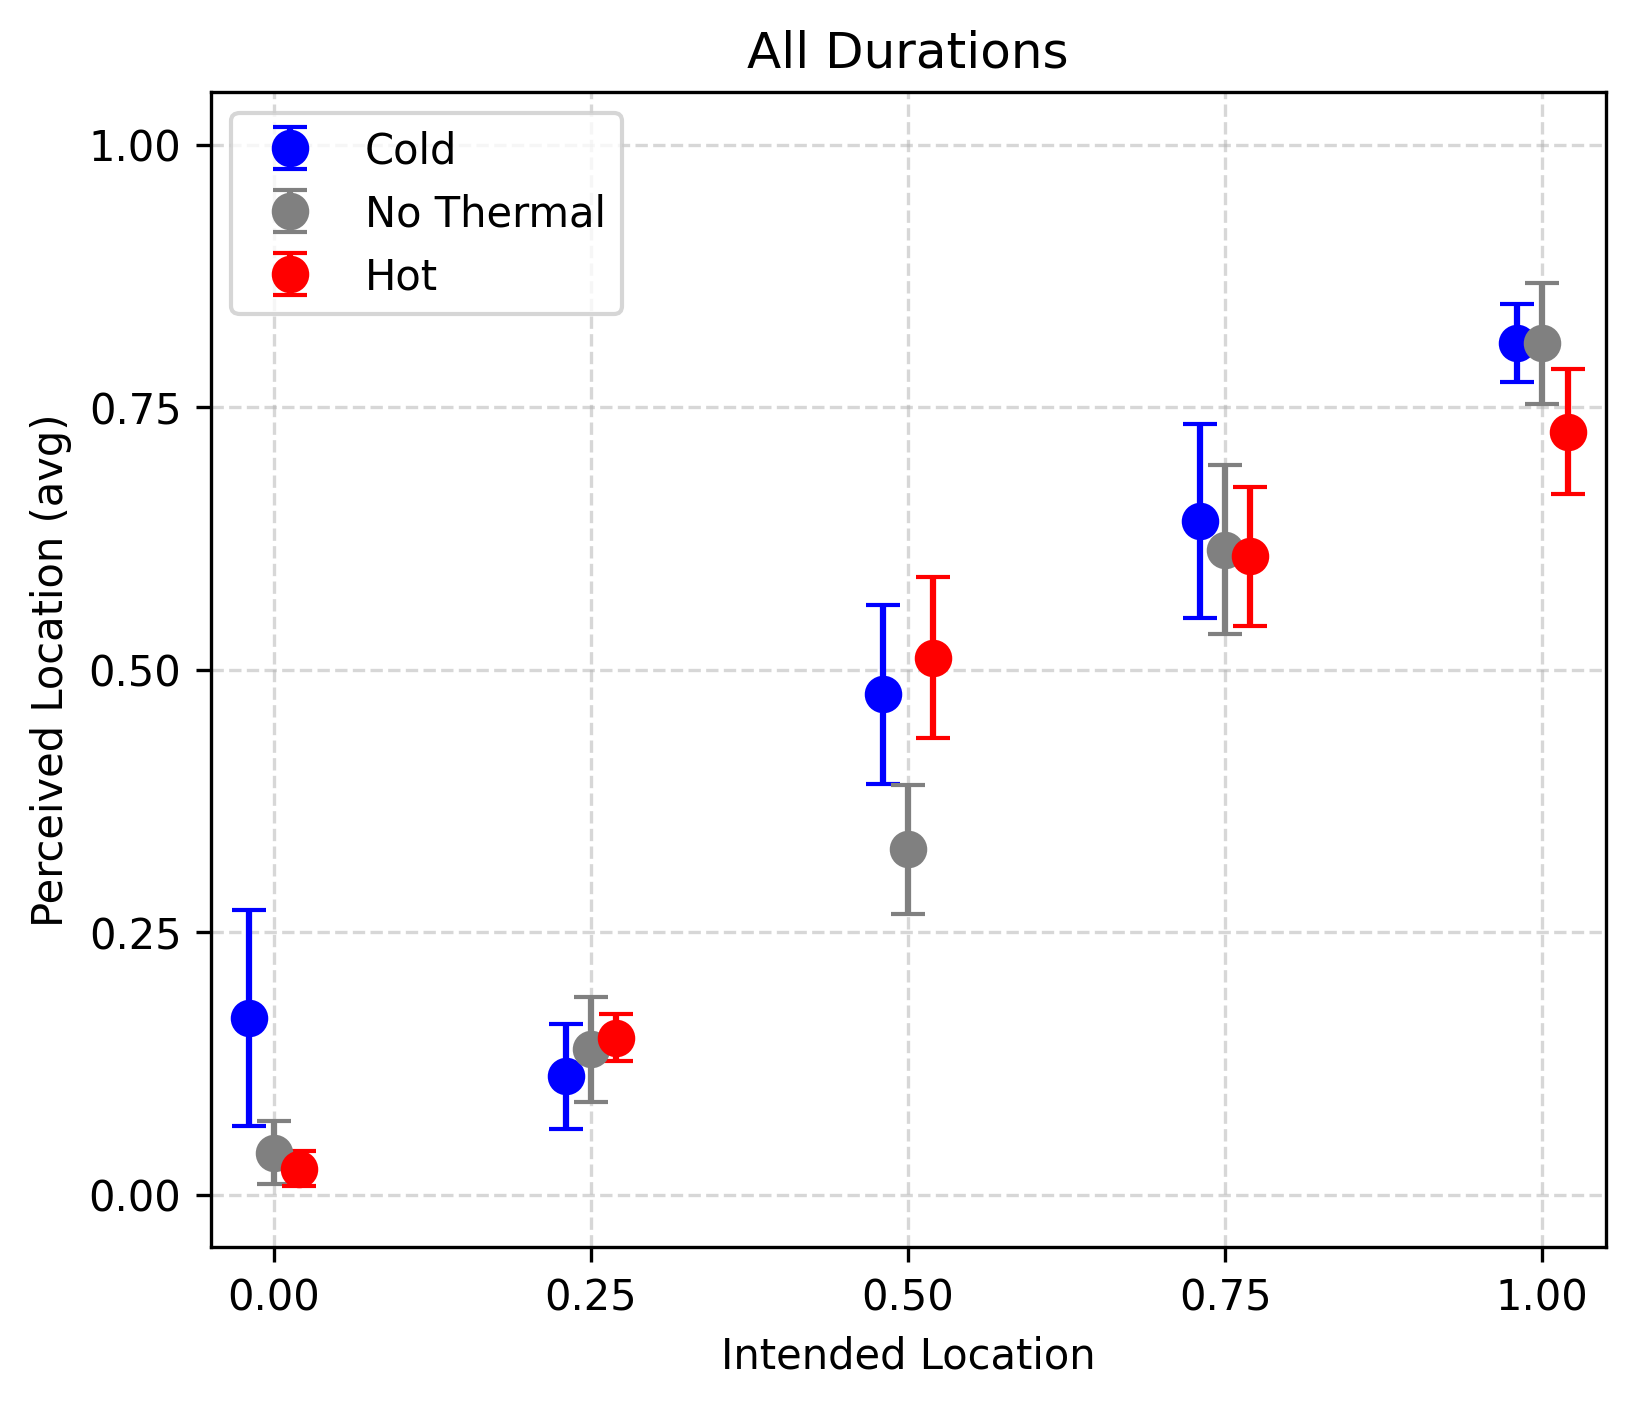 All Durations
Cold
No Thermal
Hot
1.00
0.75
0.50
0.25
0.00
Perceived Location (avg)
0.00 0.25 0.50 0.75 1.00
Intended Location